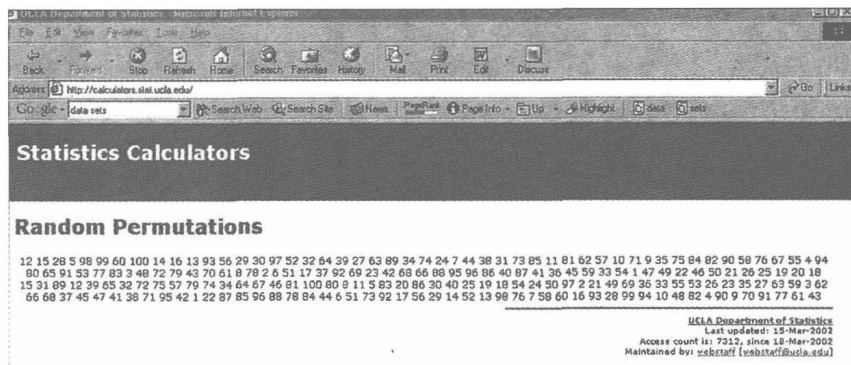 UCLA Department of Statistics - Microsoft Internet Explorer
File Edit View Favorites Tools Help
Back Forward Stop Refresh Home Search Favorites History Mail Print Edit Discuss
Address http://calculators.stat.ucla.edu/ Go Links
Google data sets Search Web Search Site News PageRank Page Info Up Highlight data sets
Statistics Calculators
Random Permutations
12 15 28 5 98 99 60 100 14 16 13 93 56 29 30 97 52 32 64 39 27 63 89 34 74 24 7 44 38 31 73 85 11 81 62 57 10 71 9 35 75 84 82 90 58 76 67 55 4 94
80 65 91 53 77 83 3 48 72 79 43 70 61 8 78 2 6 51 17 37 92 69 23 42 68 66 88 95 96 86 40 87 41 36 45 59 33 54 1 47 49 22 46 50 21 26 25 19 20 18
15 31 89 12 39 65 32 72 75 57 79 74 34 64 67 46 81 100 80 8 11 5 83 20 86 30 40 25 19 18 54 24 50 97 2 21 49 69 36 33 55 53 26 23 35 27 63 59 3 62
66 68 37 45 47 41 38 71 95 42 1 22 87 85 96 88 78 84 44 6 51 73 92 17 56 29 14 52 13 98 76 7 58 60 16 93 28 99 94 10 48 82 4 90 9 70 91 77 61 43
UCLA Department of Statistics
Last updated: 15-Mar-2002
Access count is: 7312, since 18-Mar-2002
Maintained by: webstaff [webstaff@ucla.edu]